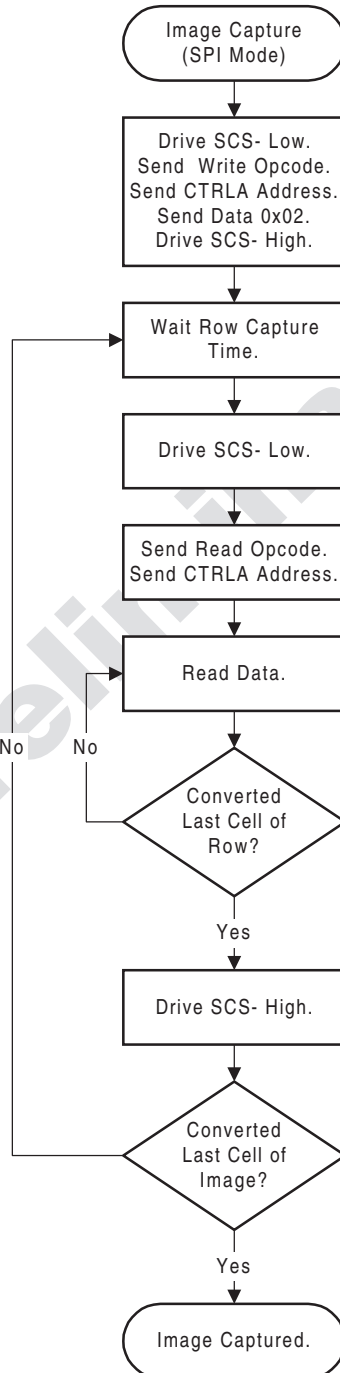 Image Capture
(SPI Mode)
Drive SCS- Low.
Send Write Opcode.
Send CTRLA Address.
Send Data 0x02.
Drive SCS- High.
Wait Row Capture
Time.
Drive SCS- Low.
Send Read Opcode.
Send CTRLA Address.
Read Data.
No
No
Converted
Last Cell of
Row?
Yes
Drive SCS- High.
Converted
Last Cell of
Image?
Yes
Image Captured.